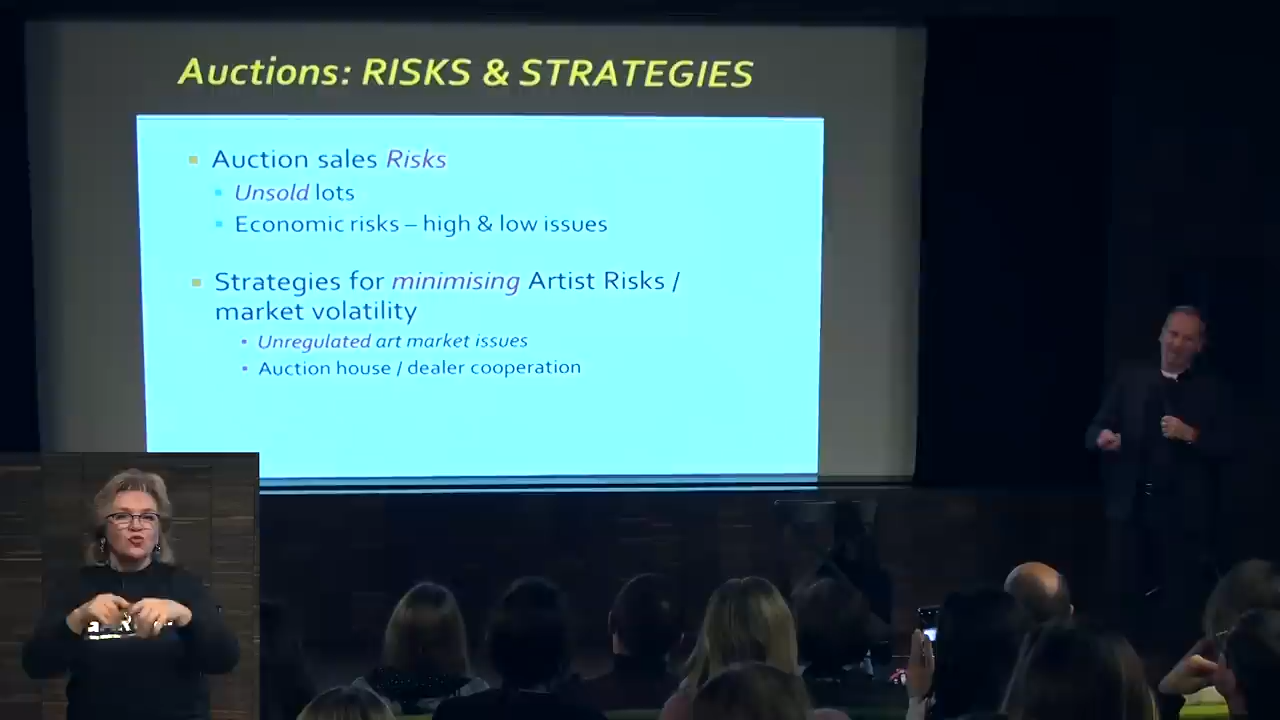 Auctions: RISKS & STRATEGIES
Auction sales Risks
Unsold lots
Economic risks – high & low issues
Strategies for minimising Artist Risks /
market volatility
Unregulated art market issues
Auction house / dealer cooperation